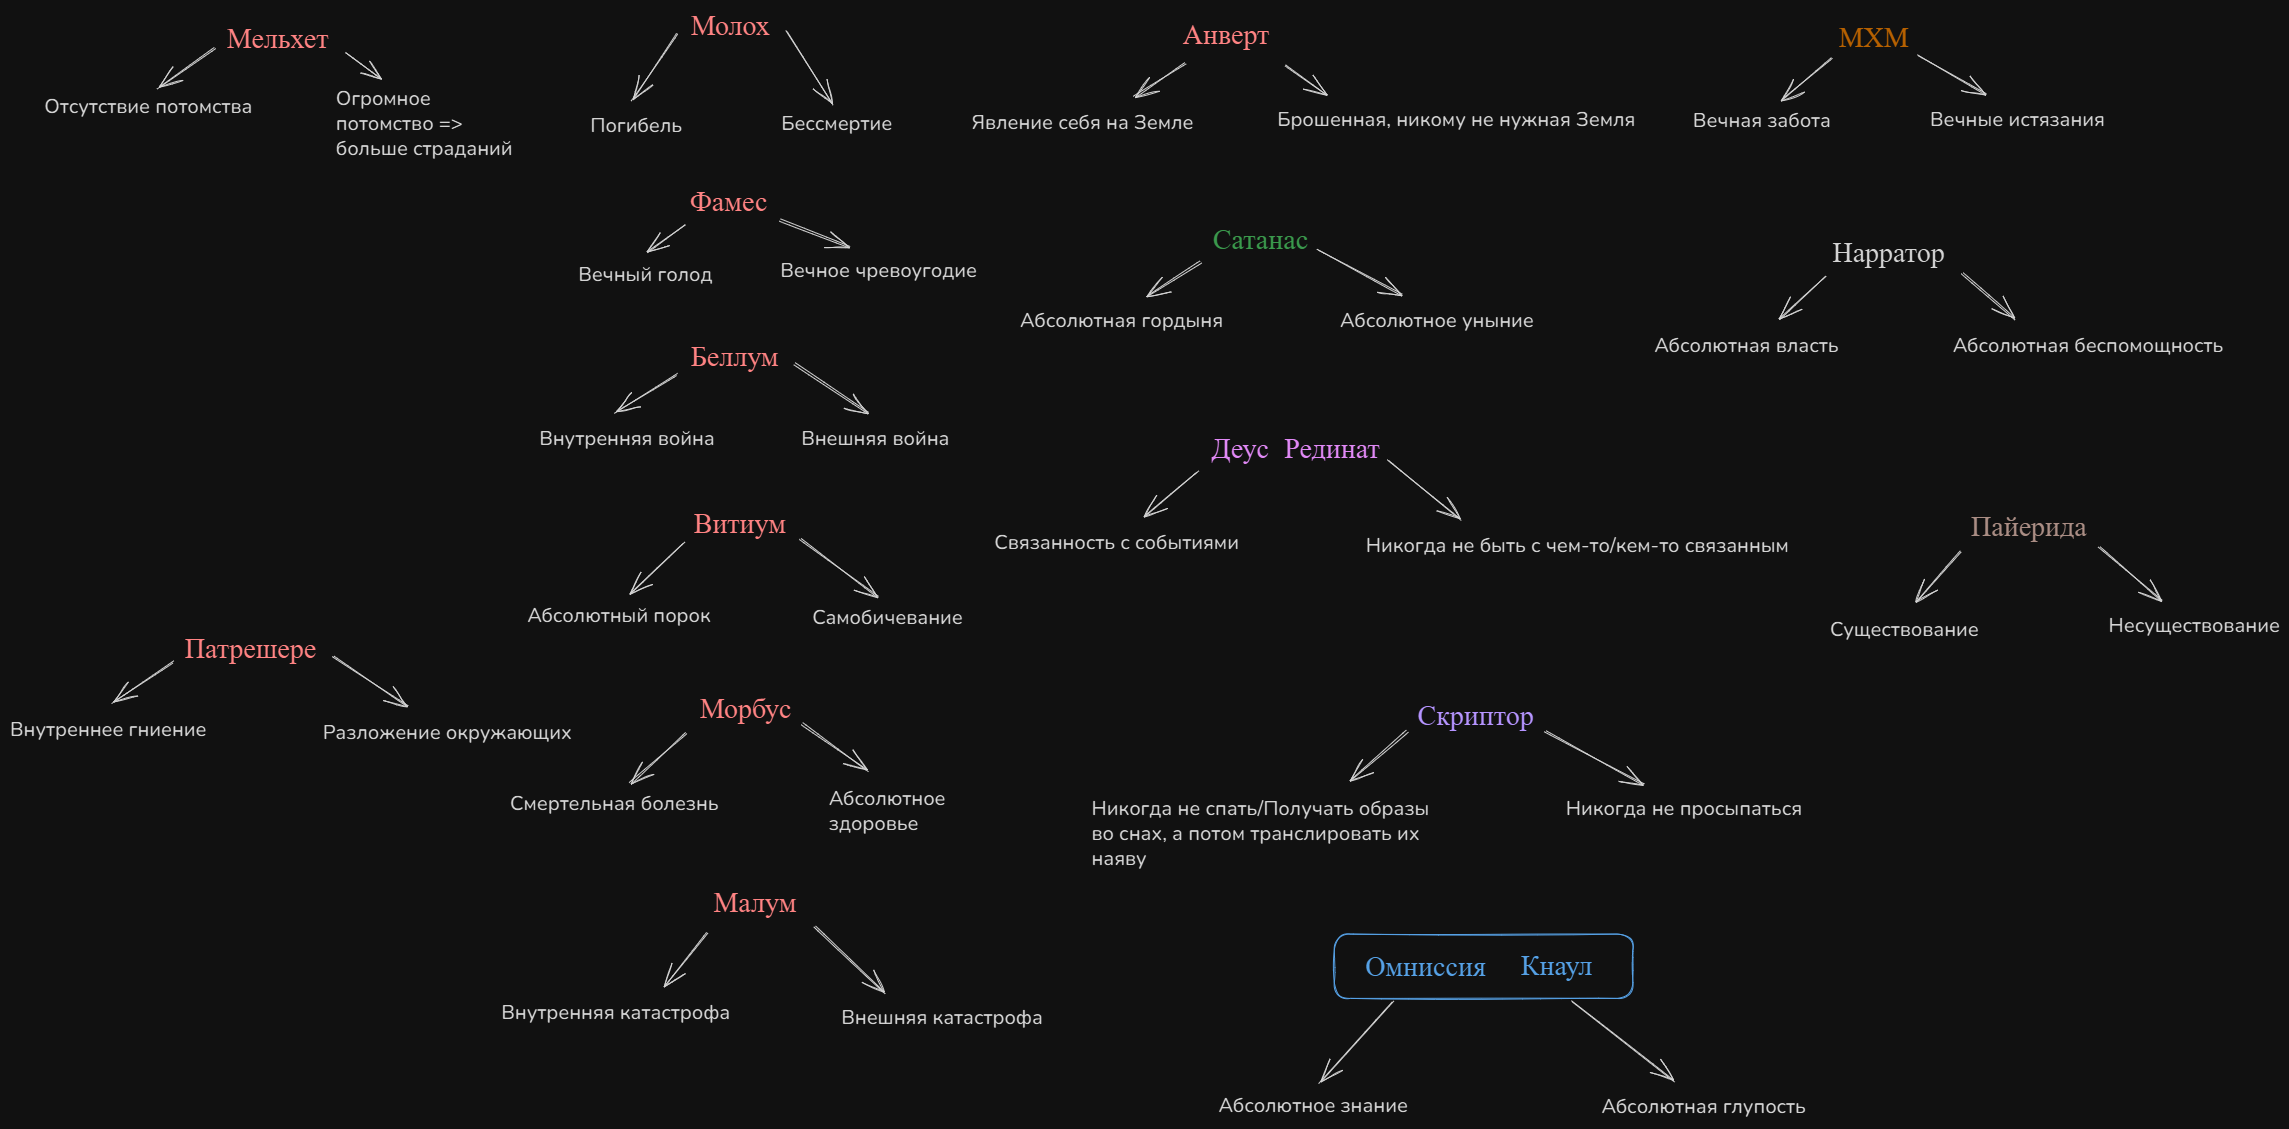 Мельхет
Отсутствие потомства
Огромное
потомство =>
больше страданий
Молох
Погибель
Бессмертие
Анверт
Явление себя на Земле
Брошенная, никому не нужная Земля
МХМ
Вечная забота
Вечные истязания
Фамес
Вечный голод
Вечное чревоугодие
Сатанас
Абсолютная гордыня
Абсолютное уныние
Нарратор
Абсолютная власть
Абсолютная беспомощность
Беллум
Внутренняя война
Внешняя война
Деус Рединат
Связанность с событиями
Никогда не быть с чем-то/кем-то связанным
Витиум
Абсолютный порок
Самобичевание
Пайерида
Существование
Несуществование
Патрешере
Внутреннее гниение
Разложение окружающих
Морбус
Смертельная болезнь
Абсолютное
здоровье
Скриптор
Никогда не спать/Получать образы
во снах, а потом транслировать их
наяву
Никогда не просыпаться
Малум
Внутренняя катастрофа
Внешняя катастрофа
Омниссия Кнаул
Абсолютное знание
Абсолютная глупость